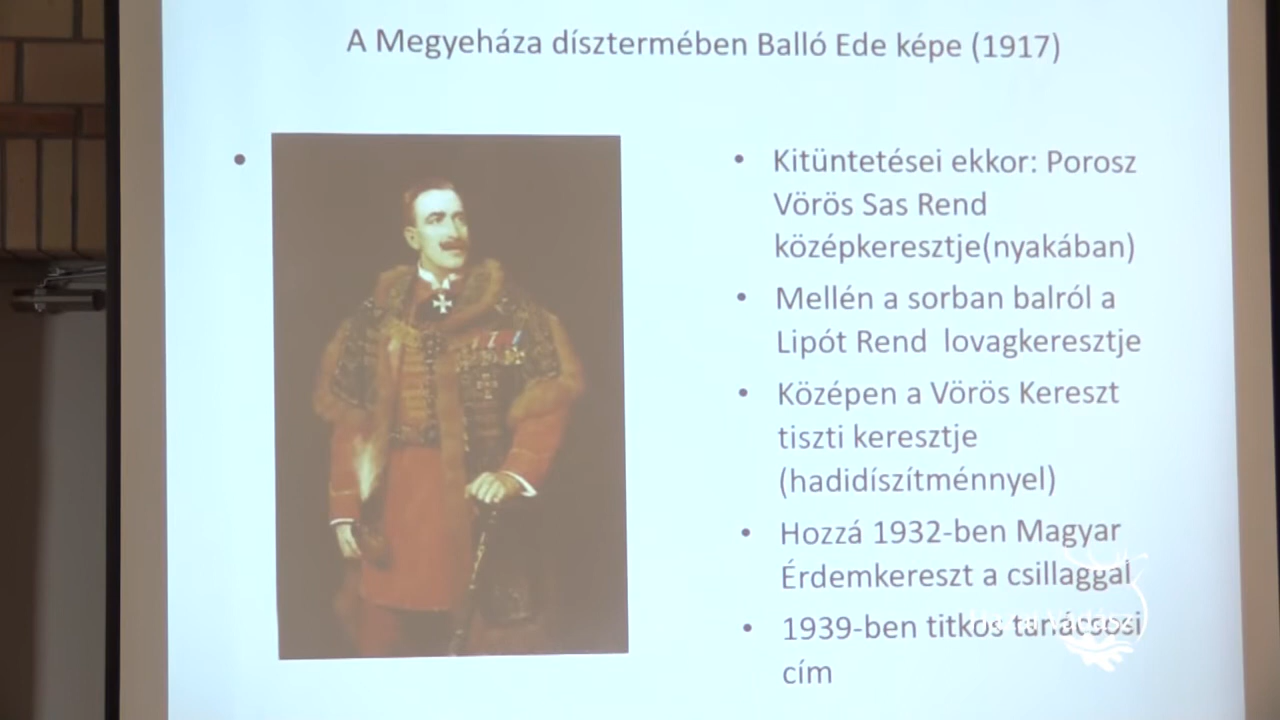 A Megyeháza dísztermében Balló Ede képe (1917)
• Kitüntetései ekkor: Porosz
Vörös Sas Rend
középkeresztje(nyakában)
• Mellén a sorban balról a
Lipót Rend lovagkeresztje
• Középen a Vörös Kereszt
tiszti keresztje
(hadidíszítménnyel)
• Hozzá 1932-ben Magyar
Érdemkereszt a csillaggal
• 1939-ben titkos tanácsosi
cím